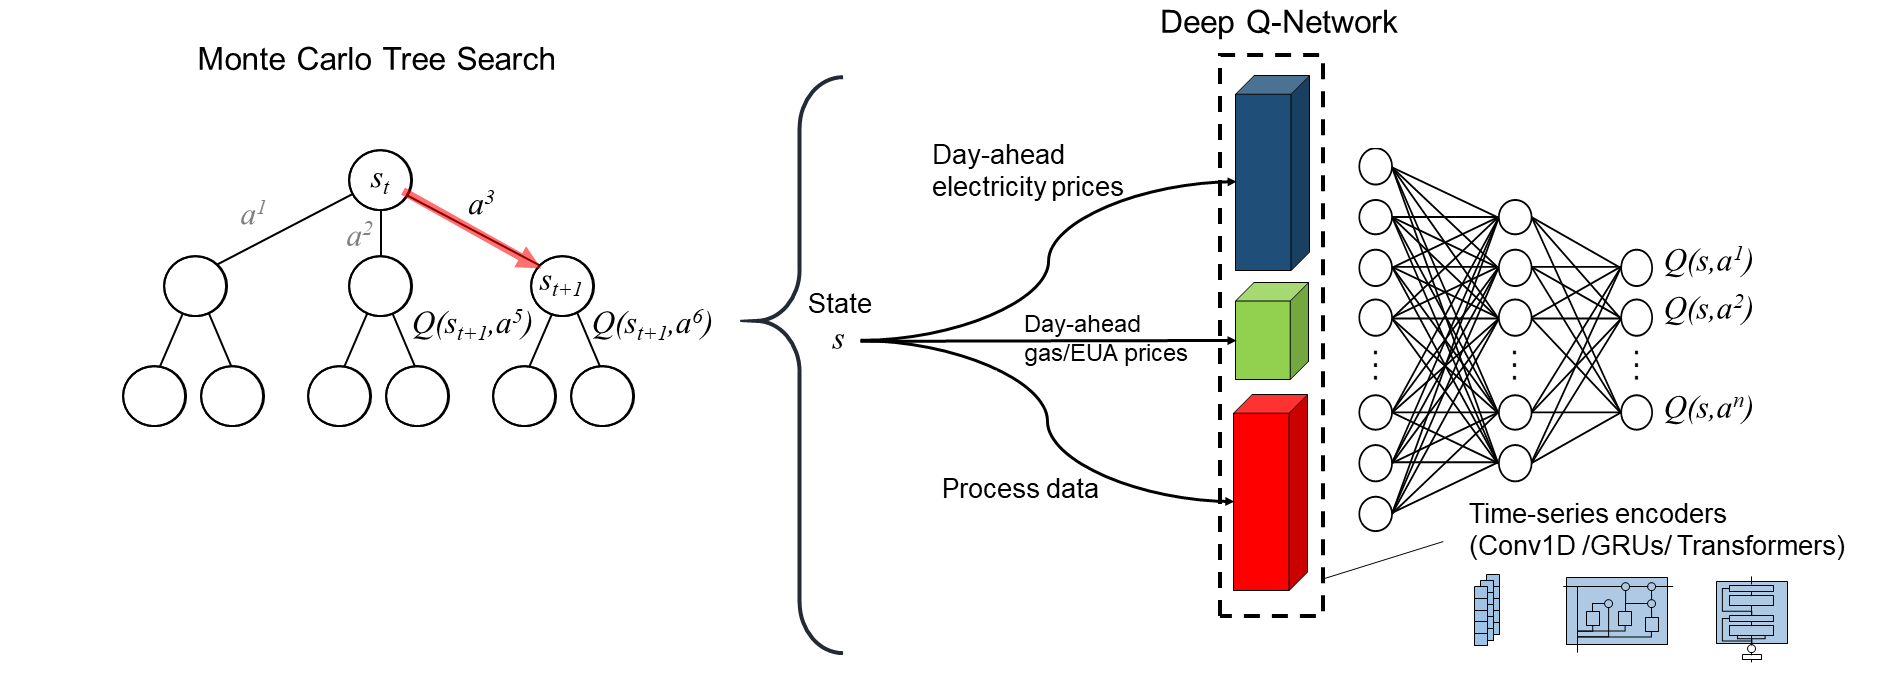 Monte Carlo Tree Search
s_t
a^1
a^2
a^3
s_{t+1}
Q(s_{t+1},a^5)
Q(s_{t+1},a^6)
Deep Q-Network
State
s
Day-ahead
electricity prices
Day-ahead
gas/EUA prices
Process data
Q(s,a^1)
Q(s,a^2)
Q(s,a^n)
Time-series encoders
(Conv1D /GRUs/ Transformers)